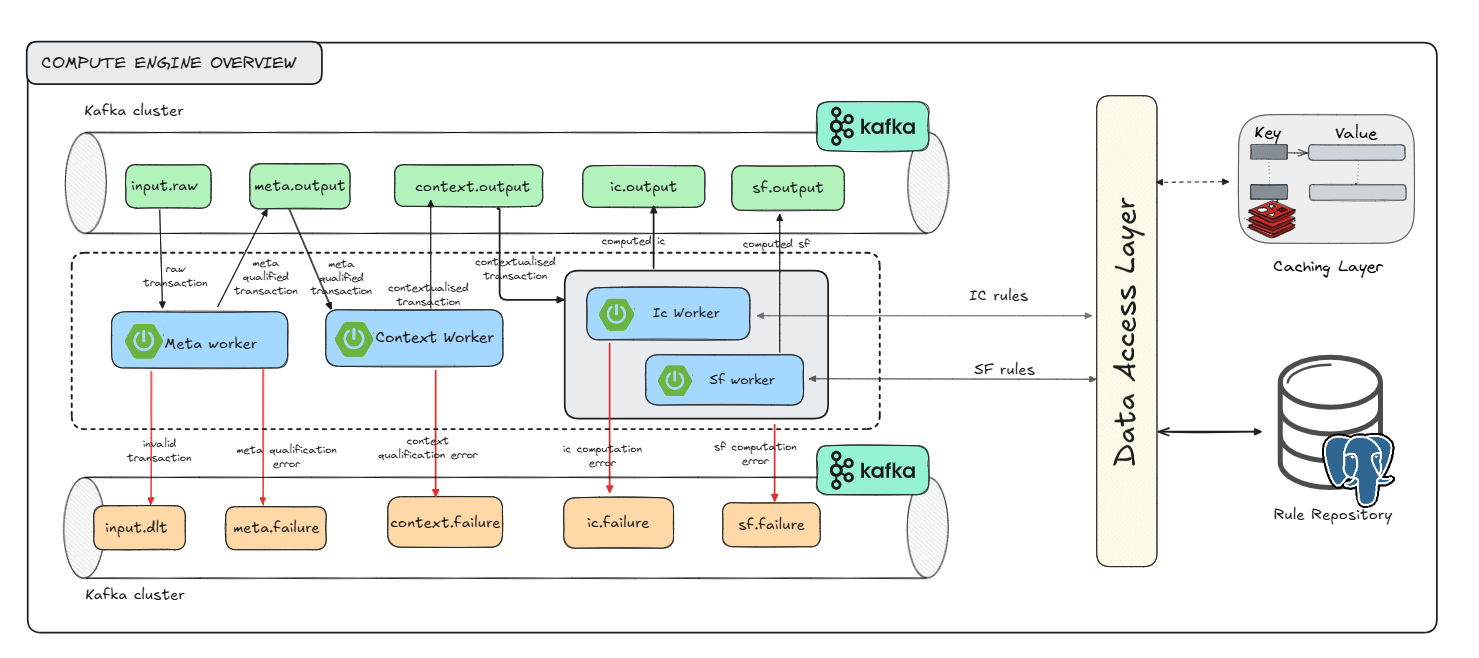 COMPUTE ENGINE OVERVIEW
Kafka cluster
kafka
input.raw
meta.output
context.output
ic.output
sf.output
raw
transaction
meta
qualified
transaction
meta
qualified
transaction
contextualised
transaction
contextualised
transaction
computed ic
computed sf
Meta worker
Context Worker
Ic Worker
Sf worker
IC rules
SF rules
Data Access Layer
Key
Value
Caching Layer
Rule Repository
invalid
transaction
meta qualification
error
context
qualification error
ic computation
error
sf computation
error
kafka
input.dlt
meta.failure
context.failure
ic.failure
sf.failure
Kafka cluster